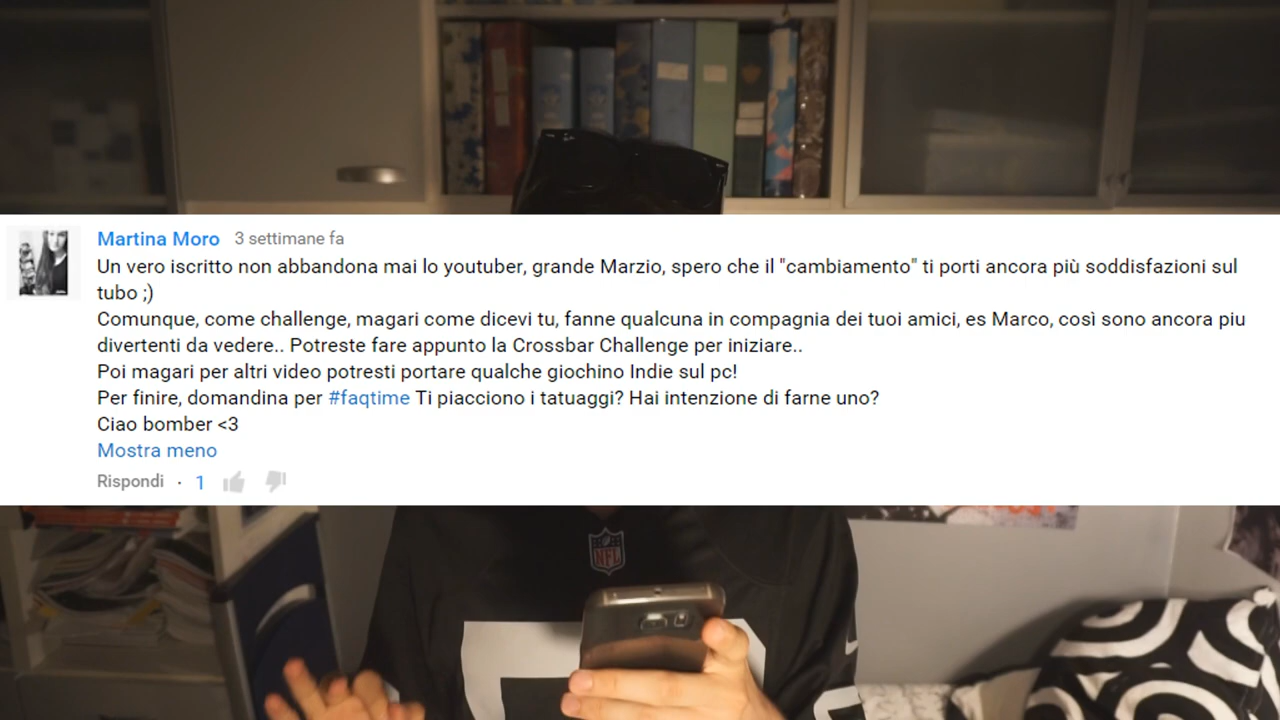 Martina Moro 3 settimane fa
Un vero iscritto non abbandona mai lo youtuber, grande Marzio, spero che il "cambiamento" ti porti ancora più soddisfazioni sul
tubo ;)
Comunque, come challenge, magari come dicevi tu, fanne qualcuna in compagnia dei tuoi amici, es Marco, così sono ancora piu
divertenti da vedere.. Potreste fare appunto la Crossbar Challenge per iniziare..
Poi magari per altri video potresti portare qualche giochino Indie sul pc!
Per finire, domandina per #faqtime Ti piacciono i tatuaggi? Hai intenzione di farne uno?
Ciao bomber <3
Mostra meno
Rispondi · 1
NFL